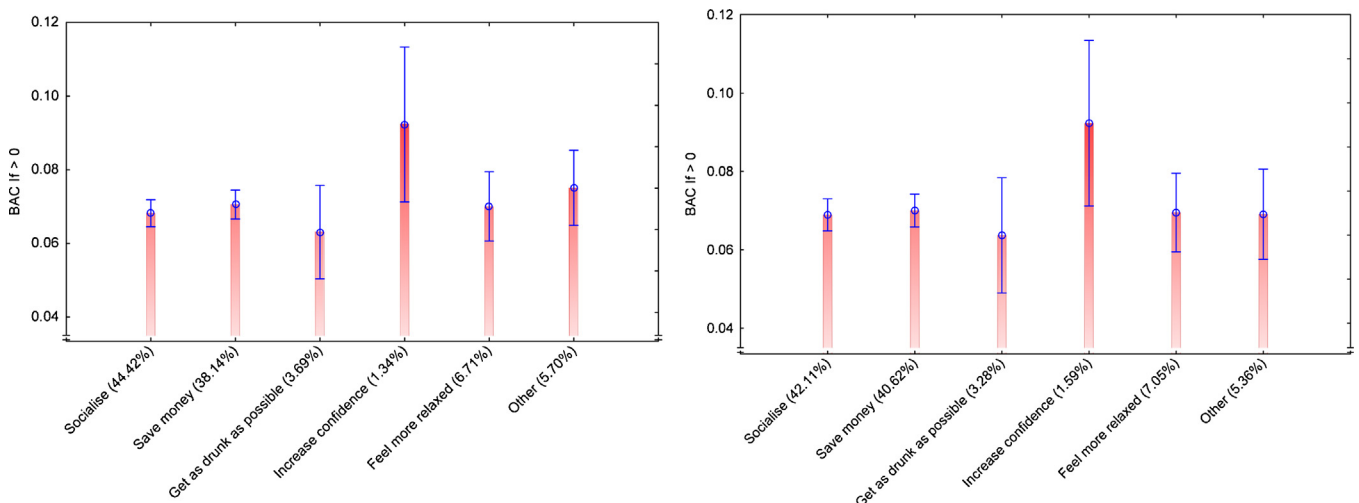 0.12
0.10
0.08
0.06
0.04
BAC If > 0
Socialise (44.42%)
Save money (38.14%)
Get as drunk as possible (3.69%)
Increase confidence (1.34%)
Feel more relaxed (6.71%)
Other (5.70%)
0.12
0.10
0.08
0.06
0.04
BAC If > 0
Socialise (42.11%)
Save money (40.62%)
Get as drunk as possible (3.28%)
Increase confidence (1.59%)
Feel more relaxed (7.05%)
Other (5.36%)